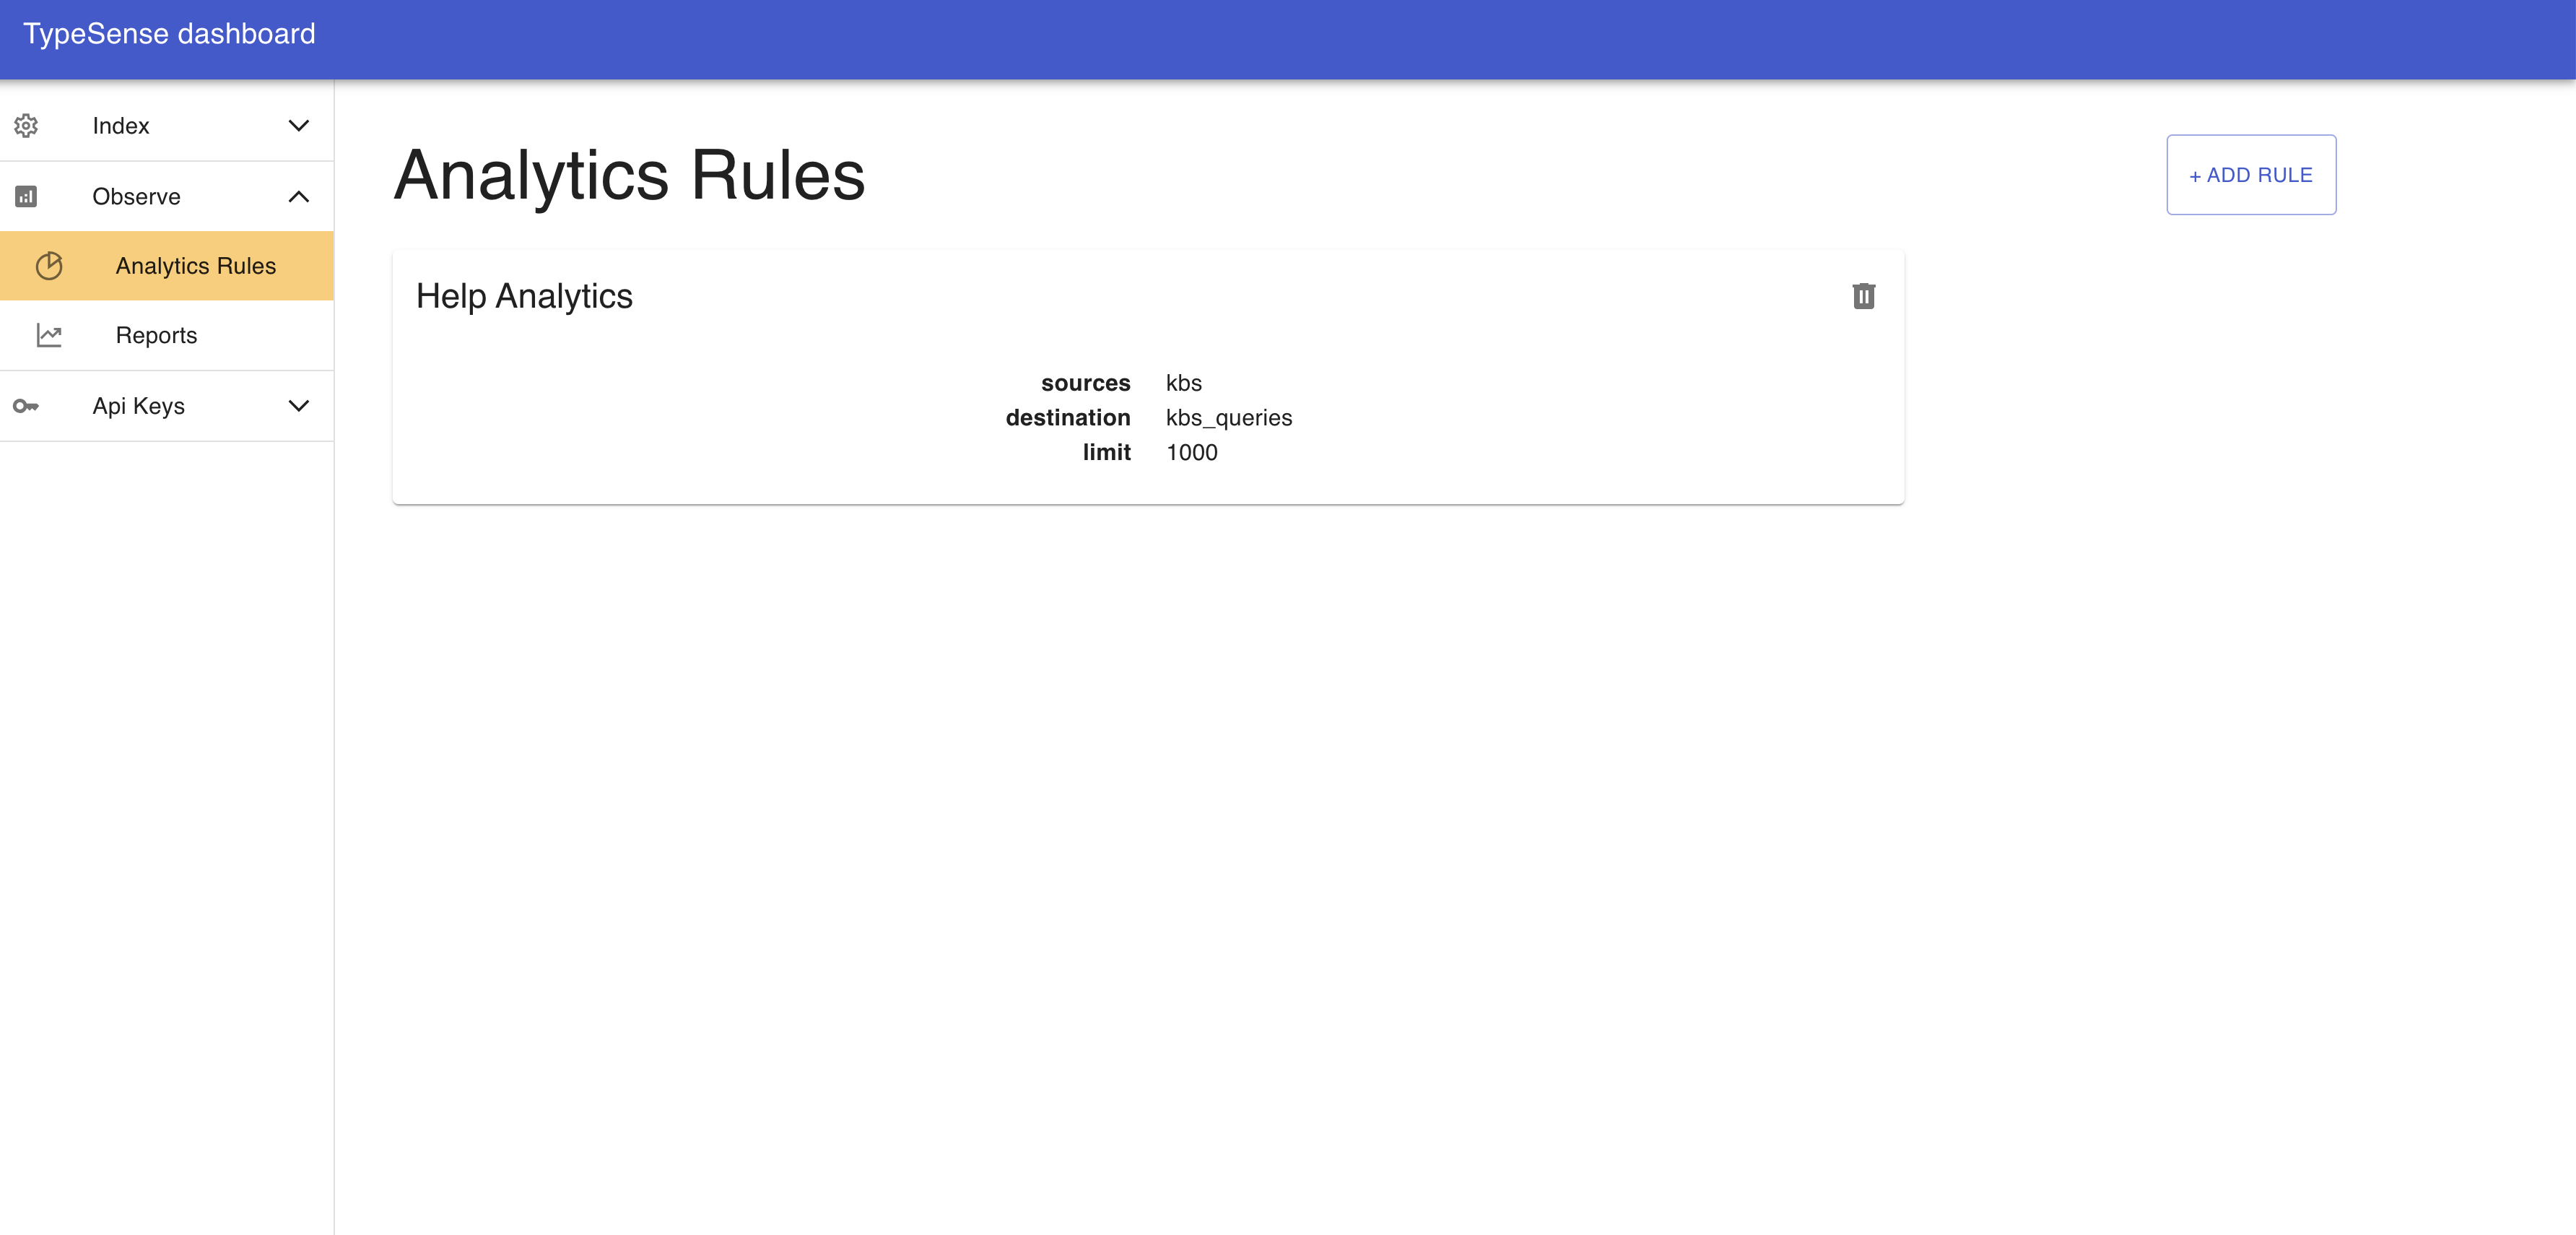 TypeSense dashboard
Index
Observe
Analytics Rules
Reports
Api Keys
Analytics Rules
+ ADD RULE
Help Analytics
sources kbs
destination kbs_queries
limit 1000